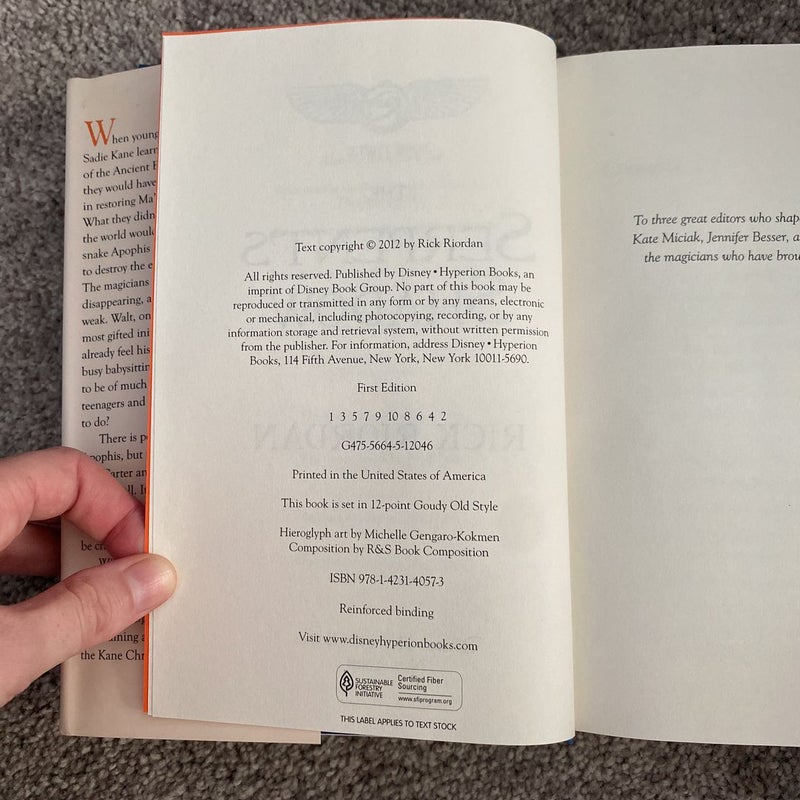 When young
Sadie Kane learn
of the Ancient
they would have
in restoring Ma'
What they didn
the world woul
snake Apophis
to destroy the e
The magicians
disappearing, a
weak. Walt, on
most gifted ini
already feel his
busy babysittin
to be of much
teenagers and
to do?
There is p
pophis, but
arter an
be c
ining a
the Kane Chr
SERPENTS
RICK RIORDAN
Text copyright © 2012 by Rick Riordan
All rights reserved. Published by Disney • Hyperion Books, an
imprint of Disney Book Group. No part of this book may be
reproduced or transmitted in any form or by any means, electronic
or mechanical, including photocopying, recording, or by any
information storage and retrieval system, without written permission
from the publisher. For information, address Disney • Hyperion
Books, 114 Fifth Avenue, New York, New York 10011-5690.
First Edition
1 3 5 7 9 10 8 6 4 2
G475-5664-5-12046
Printed in the United States of America
This book is set in 12-point Goudy Old Style
Hieroglyph art by Michelle Gengaro-Kokmen
Composition by R&S Book Composition
ISBN 978-1-4231-4057-3
Reinforced binding
Visit www.disneyhyperionbooks.com
SUSTAINABLE
FORESTRY
INITIATIVE
Certified Fiber
Sourcing
www.sfiprogram.org
THIS LABEL APPLIES TO TEXT STOCK
To three great editors who shap
Kate Miciak, Jennifer Besser, a
the magicians who have brou